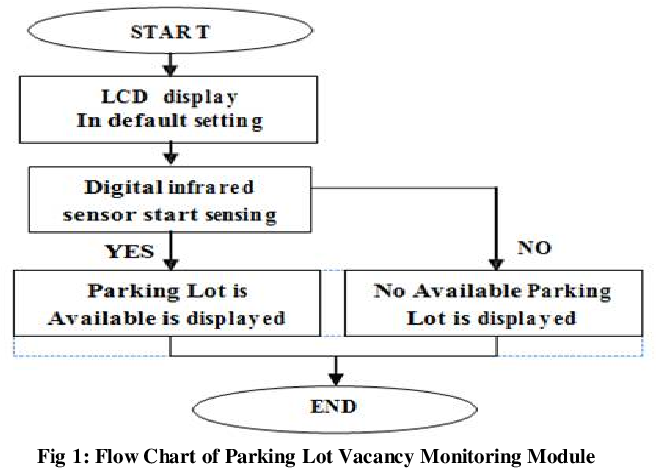 START
LCD display
In default setting
Digital infrared
sensor start sensing
YES
NO
Parking Lot is
Available is displayed
No Available Parking
Lot is displayed
END
Fig 1: Flow Chart of Parking Lot Vacancy Monitoring Module